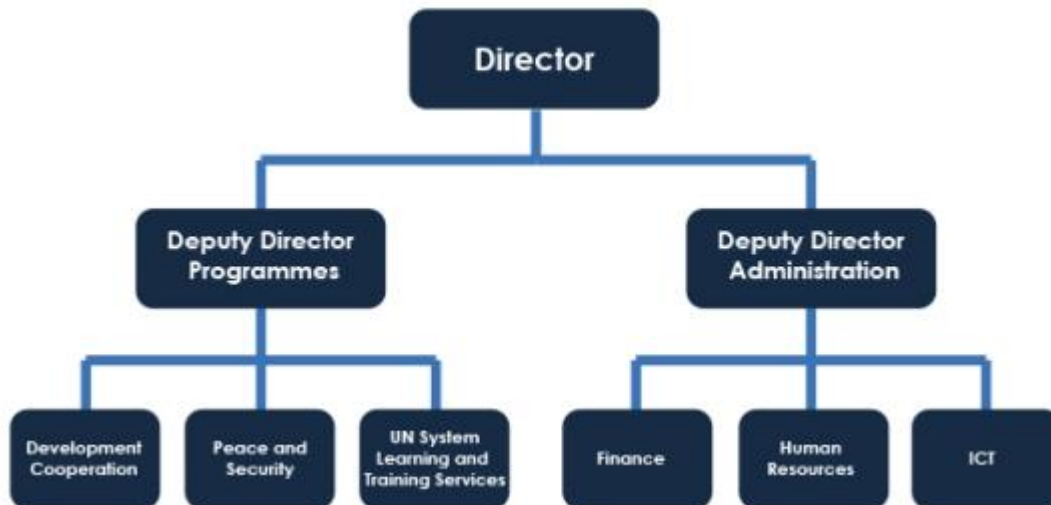 Director
Deputy Director
Programmes
Deputy Director
Administration
Development
Cooperation
Peace and
Security
UN System
Learning and
Training Services
Finance
Human
Resources
ICT